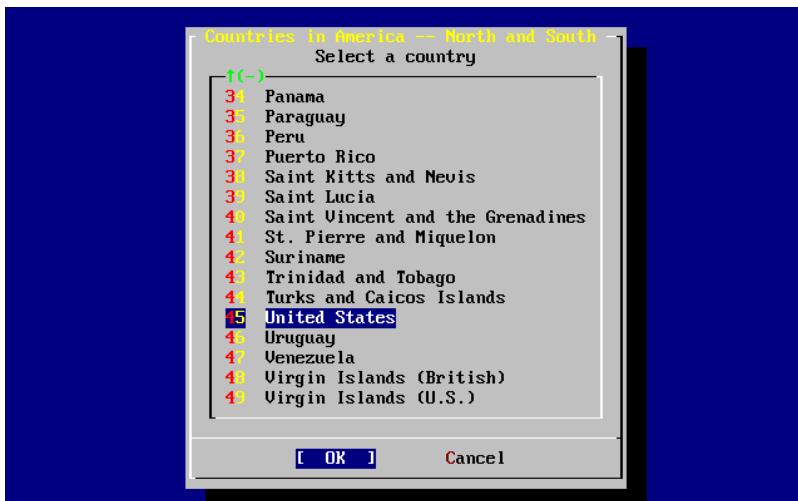 Countries in America -- North and South
Select a country
↑(-)
34 Panama
35 Paraguay
36 Peru
37 Puerto Rico
38 Saint Kitts and Nevis
39 Saint Lucia
40 Saint Vincent and the Grenadines
41 St. Pierre and Miquelon
42 Suriname
43 Trinidad and Tobago
44 Turks and Caicos Islands
45 United States
46 Uruguay
47 Venezuela
48 Virgin Islands (British)
49 Virgin Islands (U.S.)
[ OK ] Cancel